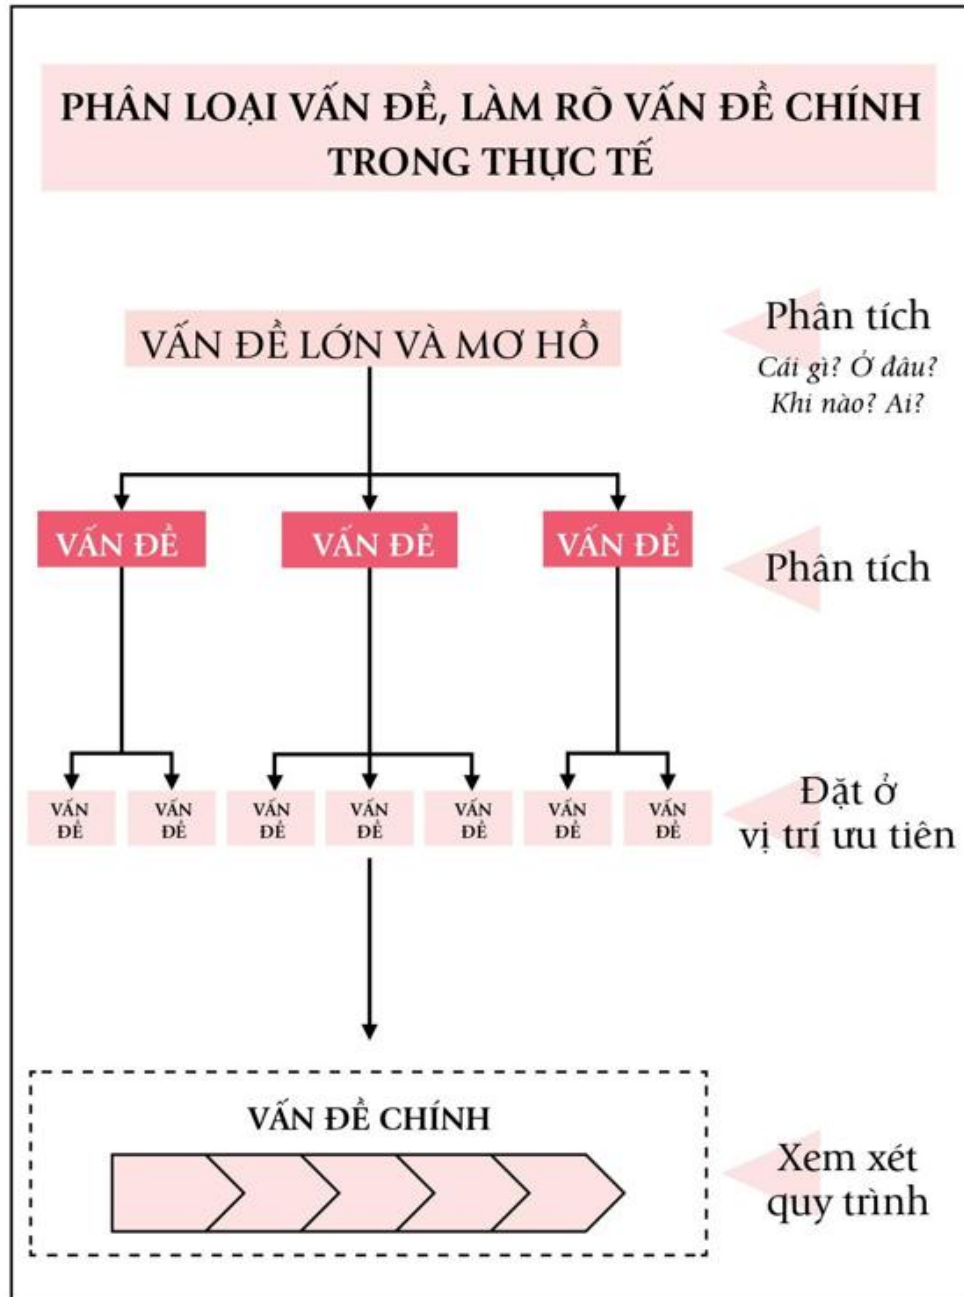 PHÂN LOẠI VẤN ĐỀ, LÀM RÕ VẤN ĐỀ CHÍNH
TRONG THỰC TẾ
VẤN ĐỀ LỚN VÀ MƠ HỒ
Phân tích
Cái gì? Ở đâu?
Khi nào? Ai?
VẤN ĐỀ
VẤN ĐỀ
VẤN ĐỀ
Phân tích
VẤN
ĐỀ
VẤN
ĐỀ
VẤN
ĐỀ
VẤN
ĐỀ
VẤN
ĐỀ
VẤN
ĐỀ
VẤN
ĐỀ
Đặt ở
vị trí ưu tiên
VẤN ĐỀ CHÍNH
Xem xét
quy trình